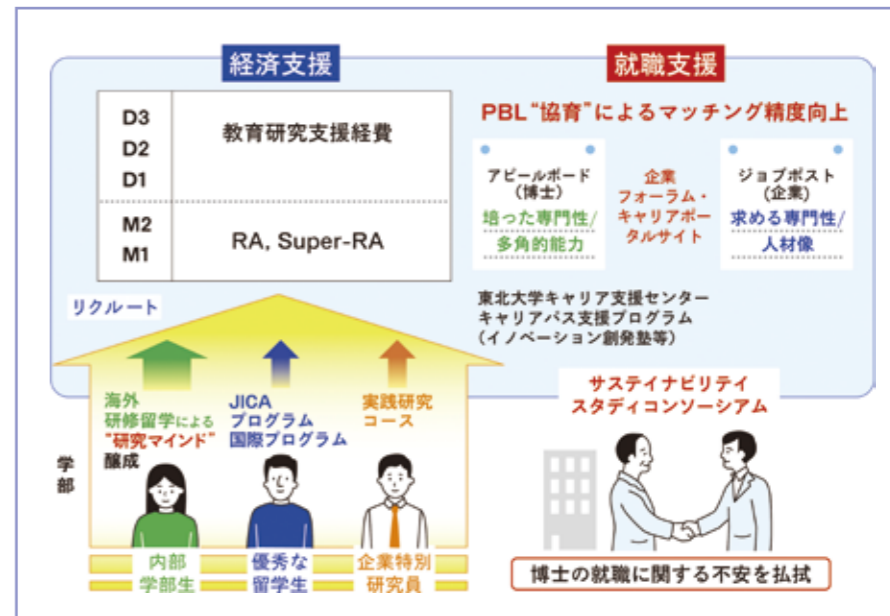 経済支援
D3
D2
D1
教育研究支援経費
M2
M1
RA, Super-RA
リクルート
海外
研修留学による
"研究マインド"
醸成
JICA
プログラム
国際プログラム
実践研究
コース
学部
内部
学部生
優秀な
留学生
企業特別
研究員
就職支援
PBL“協育”によるマッチング精度向上
アピールボード
(博士)
培った専門性/
多角的能力
企業
フォーラム・
キャリアポー
タルサイト
ジョブポスト
(企業)
求める専門性/
人材像
東北大学キャリア支援センター
キャリアパス支援プログラム
(イノベーション創発塾等)
サステイナビリティ
スタディコンソーシアム
博士の就職に関する不安を払拭